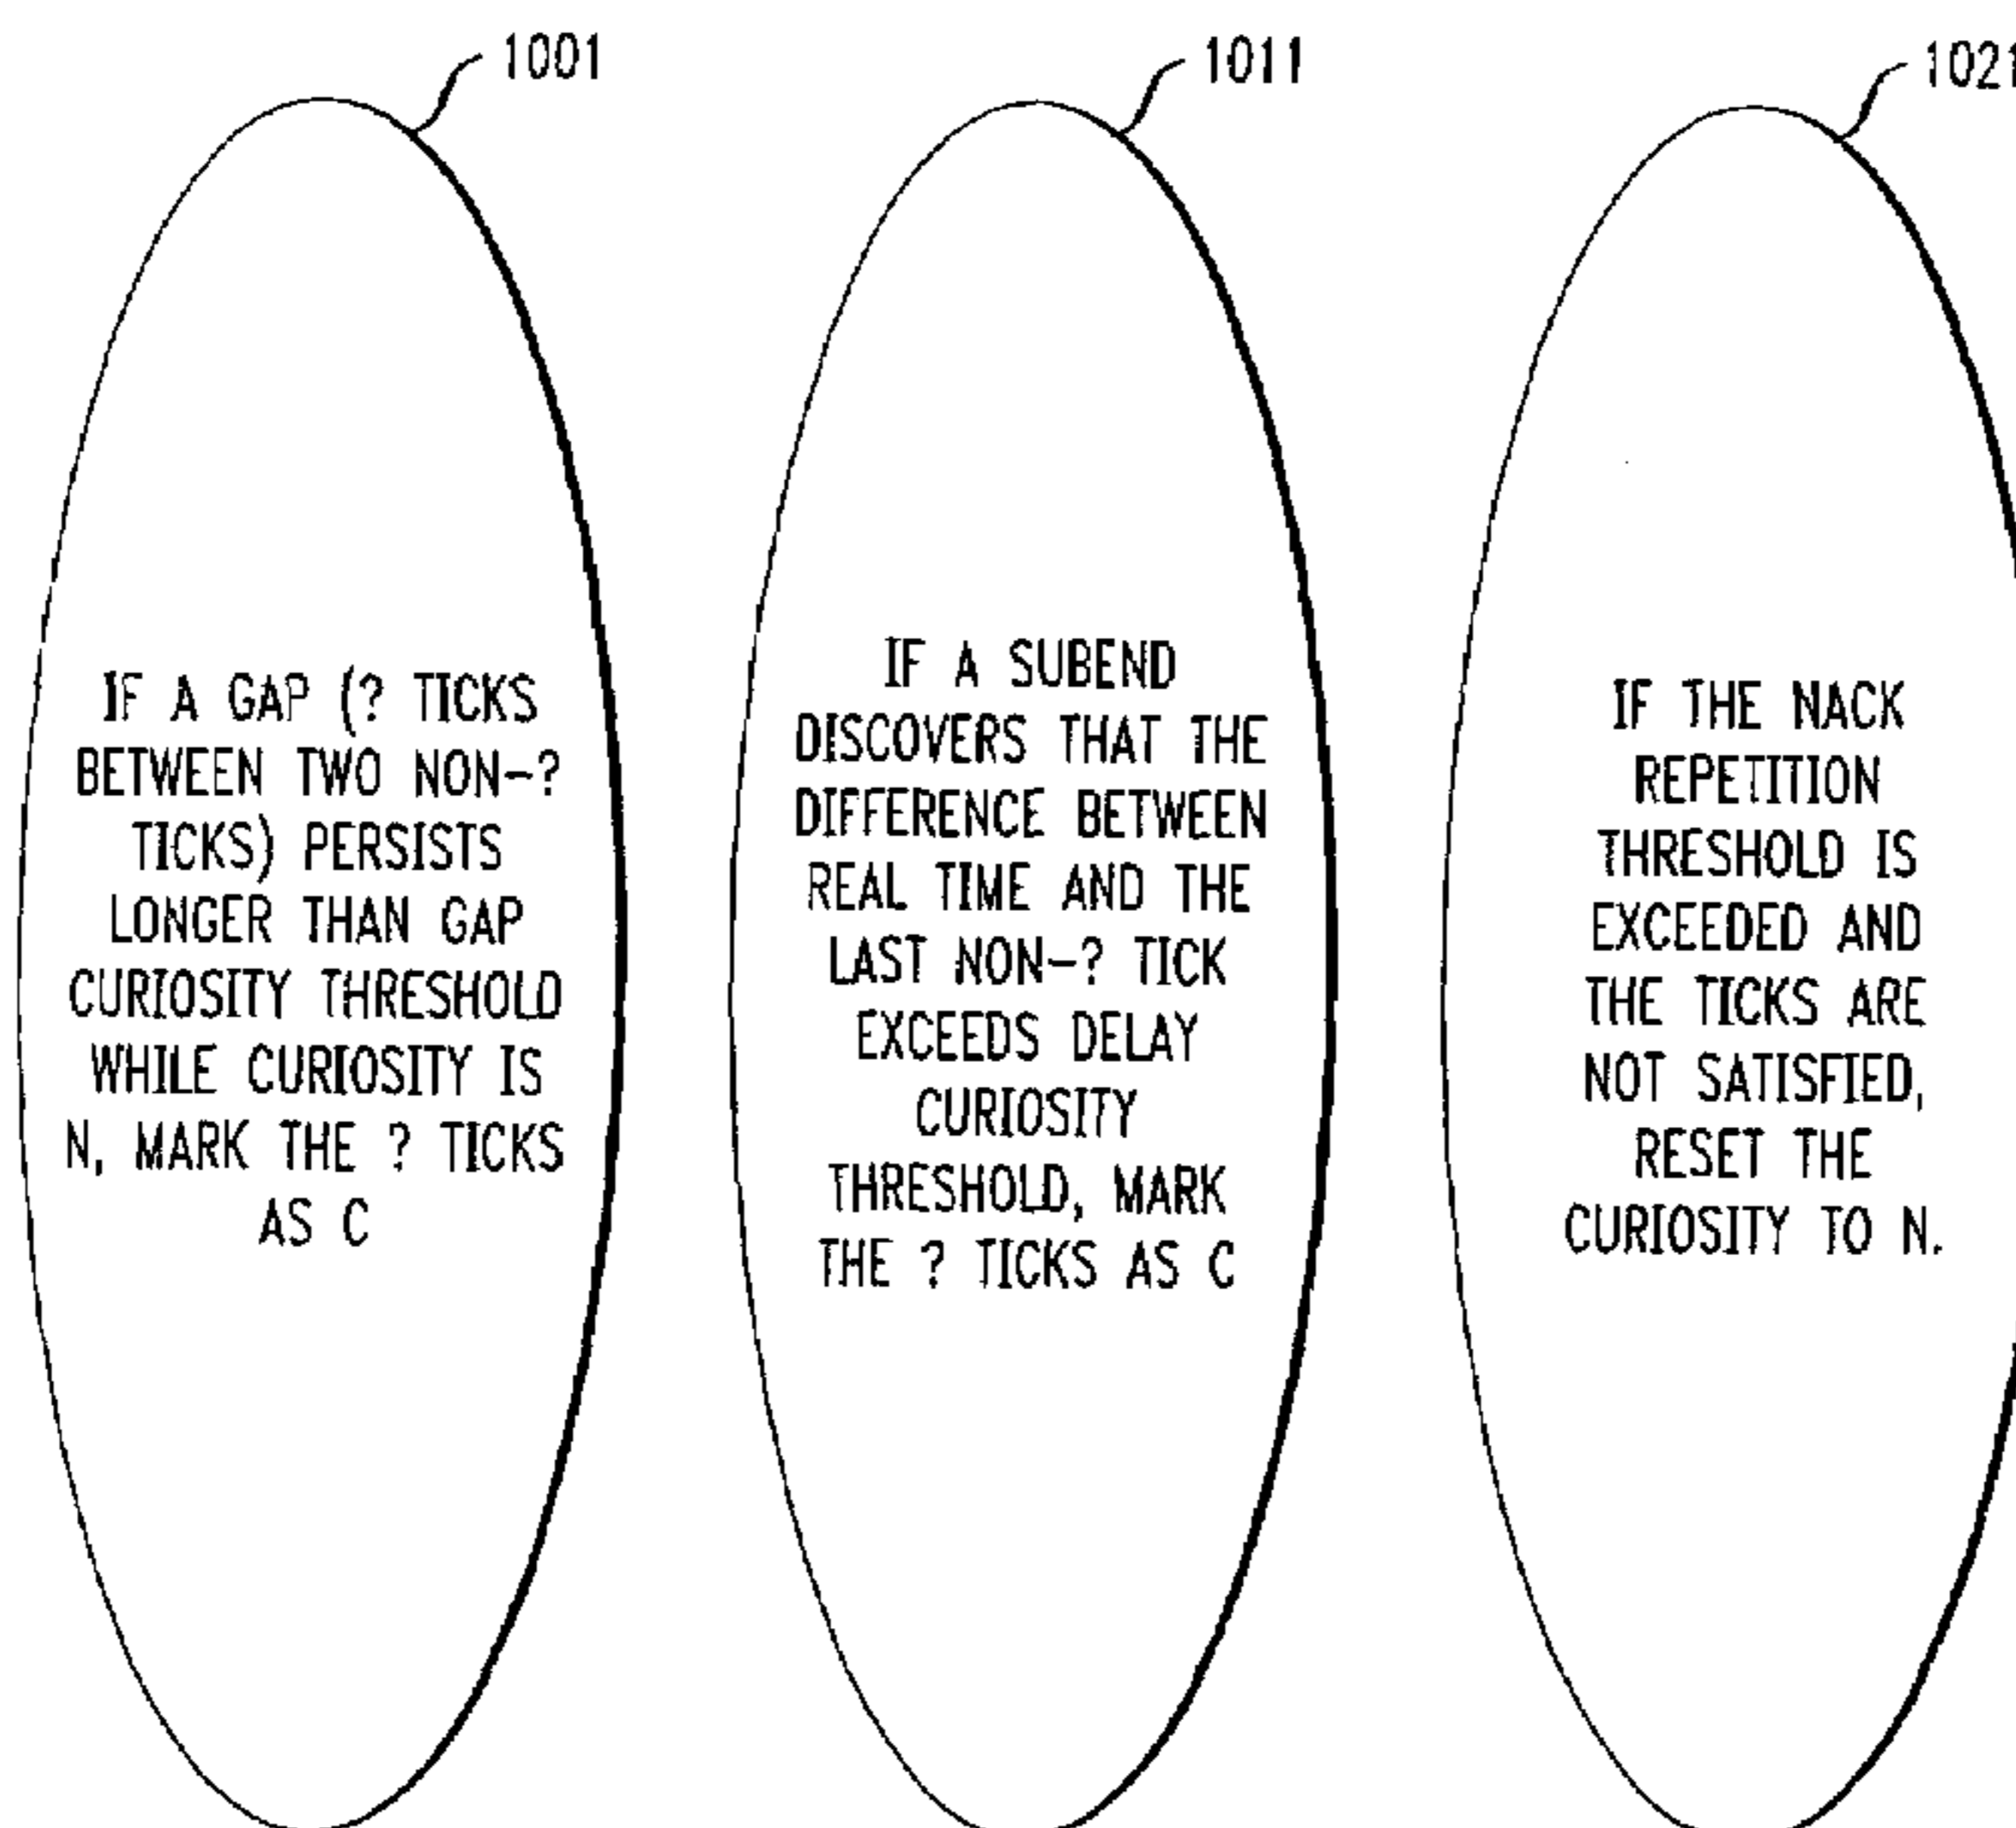 1001
IF A GAP (? TICKS
BETWEEN TWO NON-?
TICKS) PERSISTS
LONGER THAN GAP
CURIOSITY THRESHOLD
WHILE CURIOSITY IS
N, MARK THE ? TICKS
AS C
1011
IF A SUBEND
DISCOVERS THAT THE
DIFFERENCE BETWEEN
REAL TIME AND THE
LAST NON-? TICK
EXCEEDS DELAY
CURIOSITY
THRESHOLD, MARK
THE ? TICKS AS C
1021
IF THE NACK
REPETITION
THRESHOLD IS
EXCEEDED AND
THE TICKS ARE
NOT SATISFIED,
RESET THE
CURIOSITY TO N.